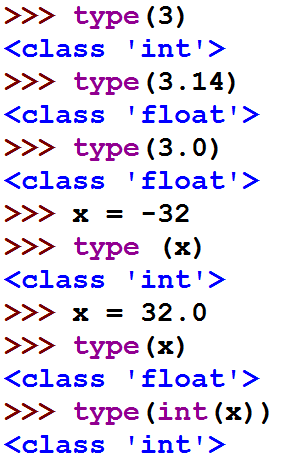 >>> type(3)
<class 'int'>
>>> type(3.14)
<class 'float'>
>>> type(3.0)
<class 'float'>
>>> x = -32
>>> type (x)
<class 'int'>
>>> x = 32.0
>>> type(x)
<class 'float'>
>>> type(int(x))
<class 'int'>